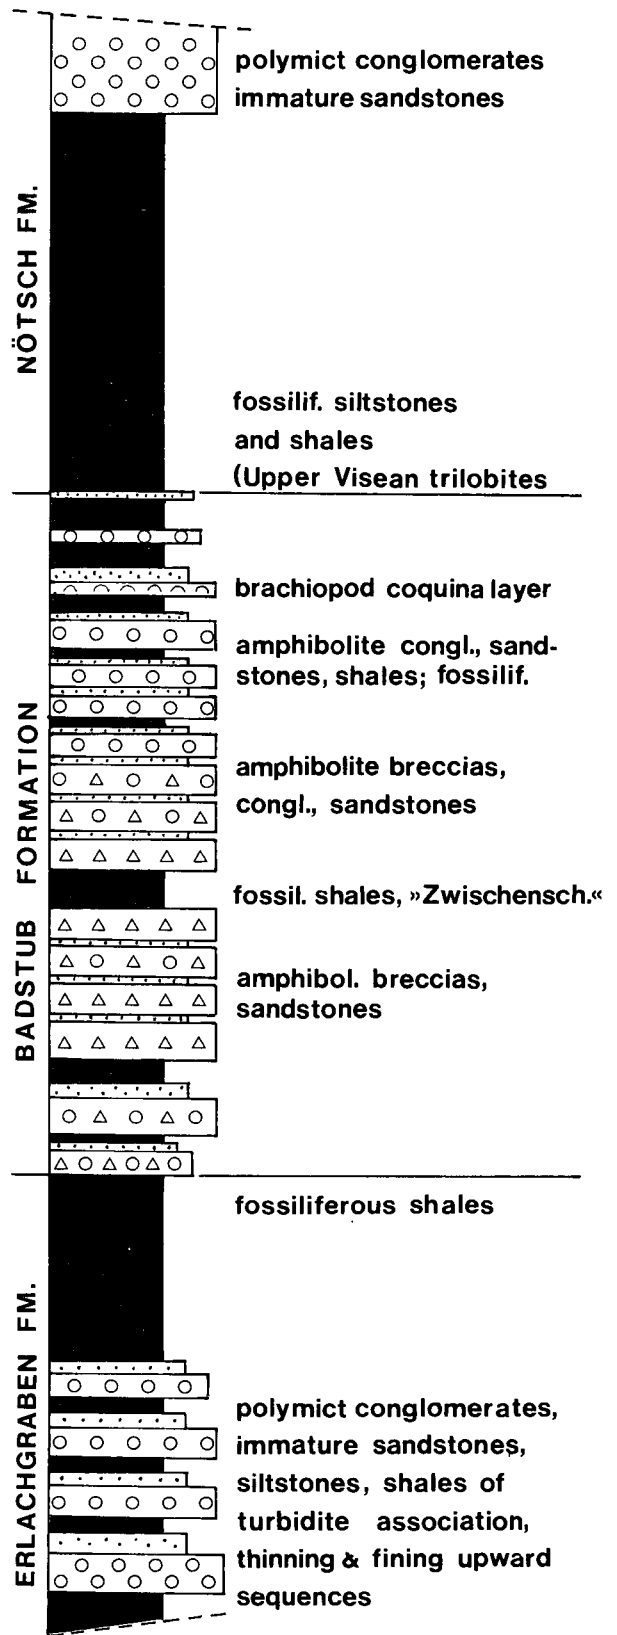 polymict conglomerates
immature sandstones
NÖTSCH FM.
fossilif. siltstones
and shales
(Upper Visean trilobites
brachiopod coquina layer
amphibolite congl., sand-
stones, shales; fossilif.
BADSTUB FORMATION
amphibolite breccias,
congl., sandstones
fossil. shales, »Zwischensch.«
amphibol. breccias,
sandstones
fossiliferous shales
ERLACHGRABEN FM.
polymict conglomerates,
immature sandstones,
siltstones, shales of
turbidite association,
thinning & fining upward
sequences